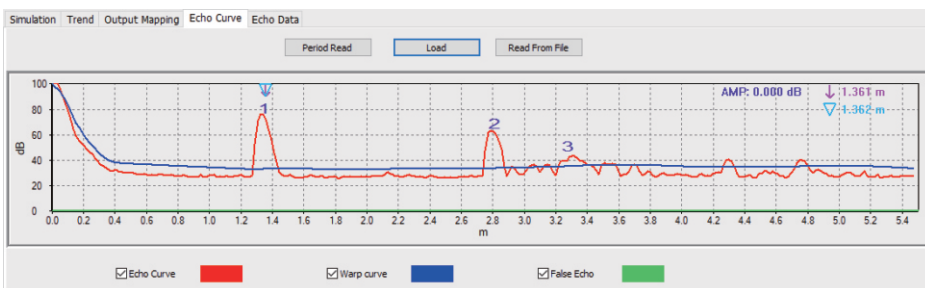 Simulation Trend Output Mapping Echo Curve Echo Data
Period Read Load Read From File
100
80
60
40
20
0
dB
AMP: 0.000 dB
1.361 m
1.362 m
1
2
3
0.0 0.2 0.4 0.6 0.8 1.0 1.2 1.4 1.6 1.8 2.0 2.2 2.4 2.6 2.8 3.0 3.2 3.4 3.6 3.8 4.0 4.2 4.4 4.6 4.8 5.0 5.2 5.4
m
Echo Curve Warp curve False Echo